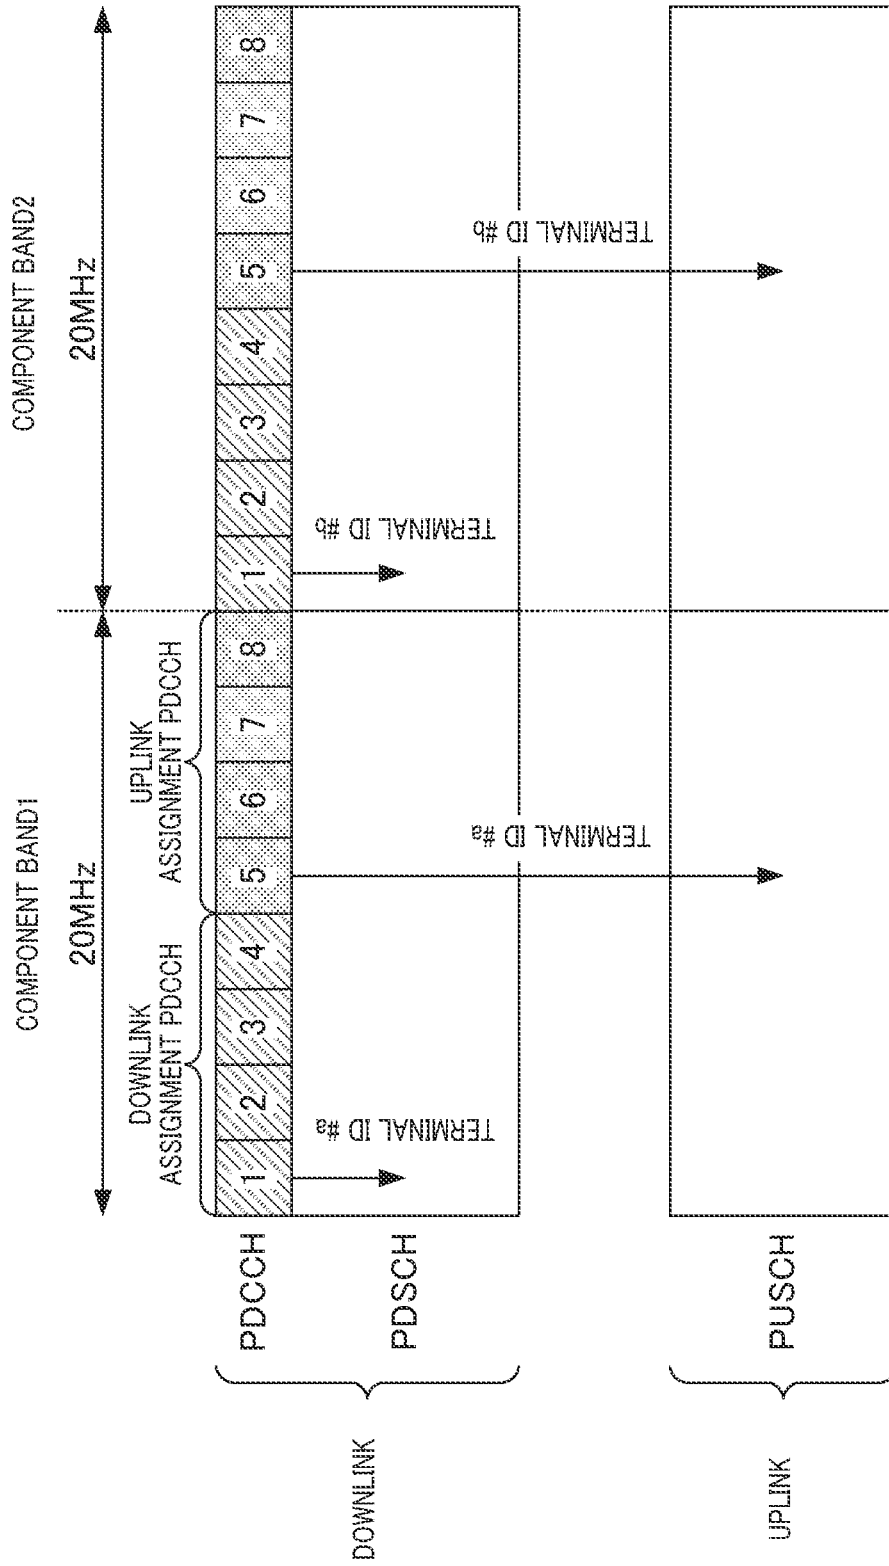 COMPONENT BAND1
COMPONENT BAND2
20MHz
20MHz
DOWNLINK
ASSIGNMENT PDCCH
UPLINK
ASSIGNMENT PDCCH
PDCCH
1 2 3 4 5 6 7 8 1 2 3 4 5 6 7 8
DOWNLINK
PDSCH
TERMINAL ID #a
TERMINAL ID #a
TERMINAL ID #b
TERMINAL ID #b
UPLINK
PUSCH